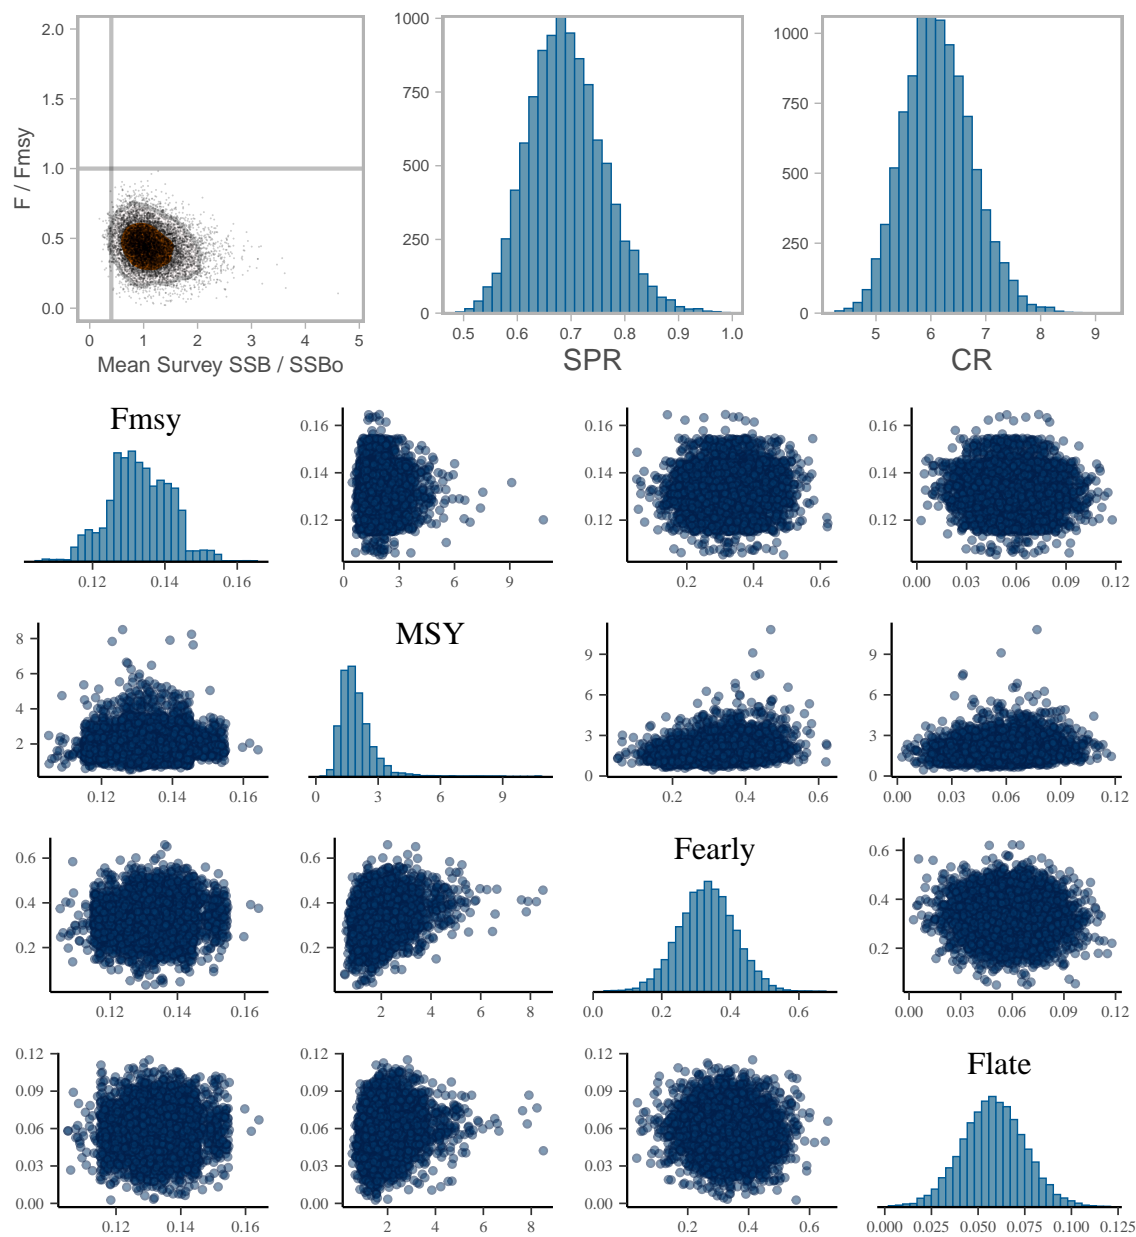 2.0
1.5
1.0
0.5
0.0
F / Fmsy
0 1 2 3 4 5
Mean Survey SSB / SSBo
1000
750
500
250
0
0.5 0.6 0.7 0.8 0.9 1.0
SPR
1000
750
500
250
0
5 6 7 8 9
CR
Fmsy
0.12 0.14 0.16
0.16
0.14
0.12
0 3 6 9
0.16
0.14
0.12
0.2 0.4 0.6
0.16
0.14
0.12
0.00 0.03 0.06 0.09 0.12
8
6
4
2
0.12 0.14 0.16
MSY
0 3 6 9
9
6
3
0
0.2 0.4 0.6
9
6
3
0
0.00 0.03 0.06 0.09 0.12
0.6
0.4
0.2
0.12 0.14 0.16
0.6
0.4
0.2
2 4 6 8
Fearly
0.0 0.2 0.4 0.6
0.6
0.4
0.2
0.00 0.03 0.06 0.09 0.12
0.12
0.09
0.06
0.03
0.00
0.12 0.14 0.16
0.12
0.09
0.06
0.03
0.00
2 4 6 8
0.12
0.09
0.06
0.03
0.00
0.2 0.4 0.6
Flate
0.000 0.025 0.050 0.075 0.100 0.125